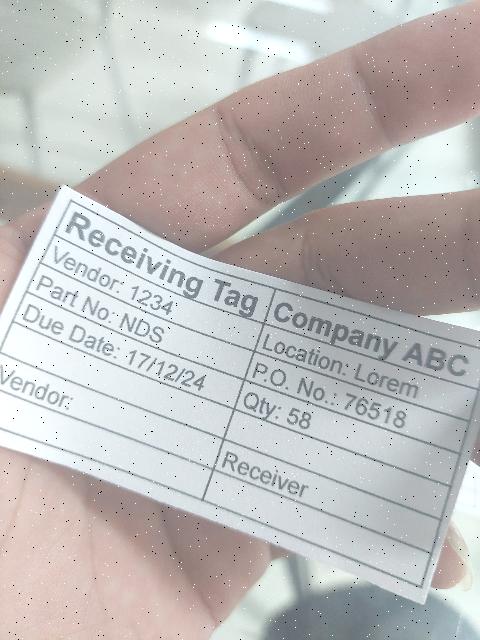 Receiving Tag Company ABC
Vendor: 1234 Location: Lorem
Part No: NDS P.O. No.: 76518
Due Date: 17/12/24 Qty: 58
Vendor: Receiver